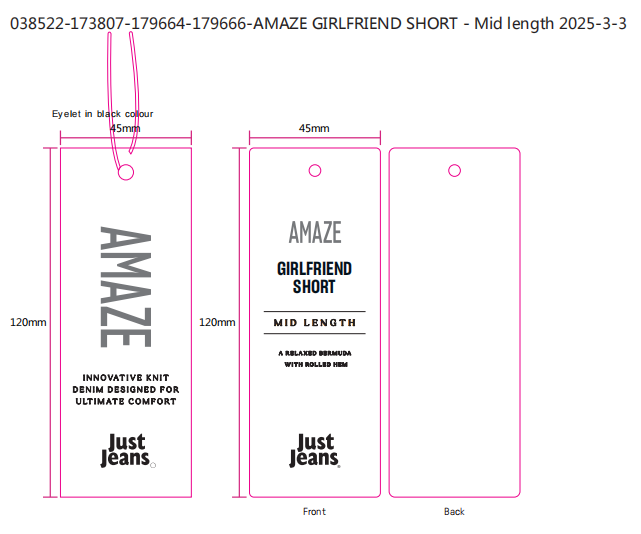 038522-173807-179664-179666-AMAZE GIRLFRIEND SHORT - Mid length 2025-3-3
Eyelet in black colour
45mm
120mm
AMAZE
INNOVATIVE KNIT
DENIM DESIGNED FOR
ULTIMATE COMFORT
Just
Jeans
45mm
120mm
AMAZE
GIRLFRIEND
SHORT
MID LENGTH
A RELAXED BERMUDA
WITH ROLLED HEM
Just
Jeans
Front
Back